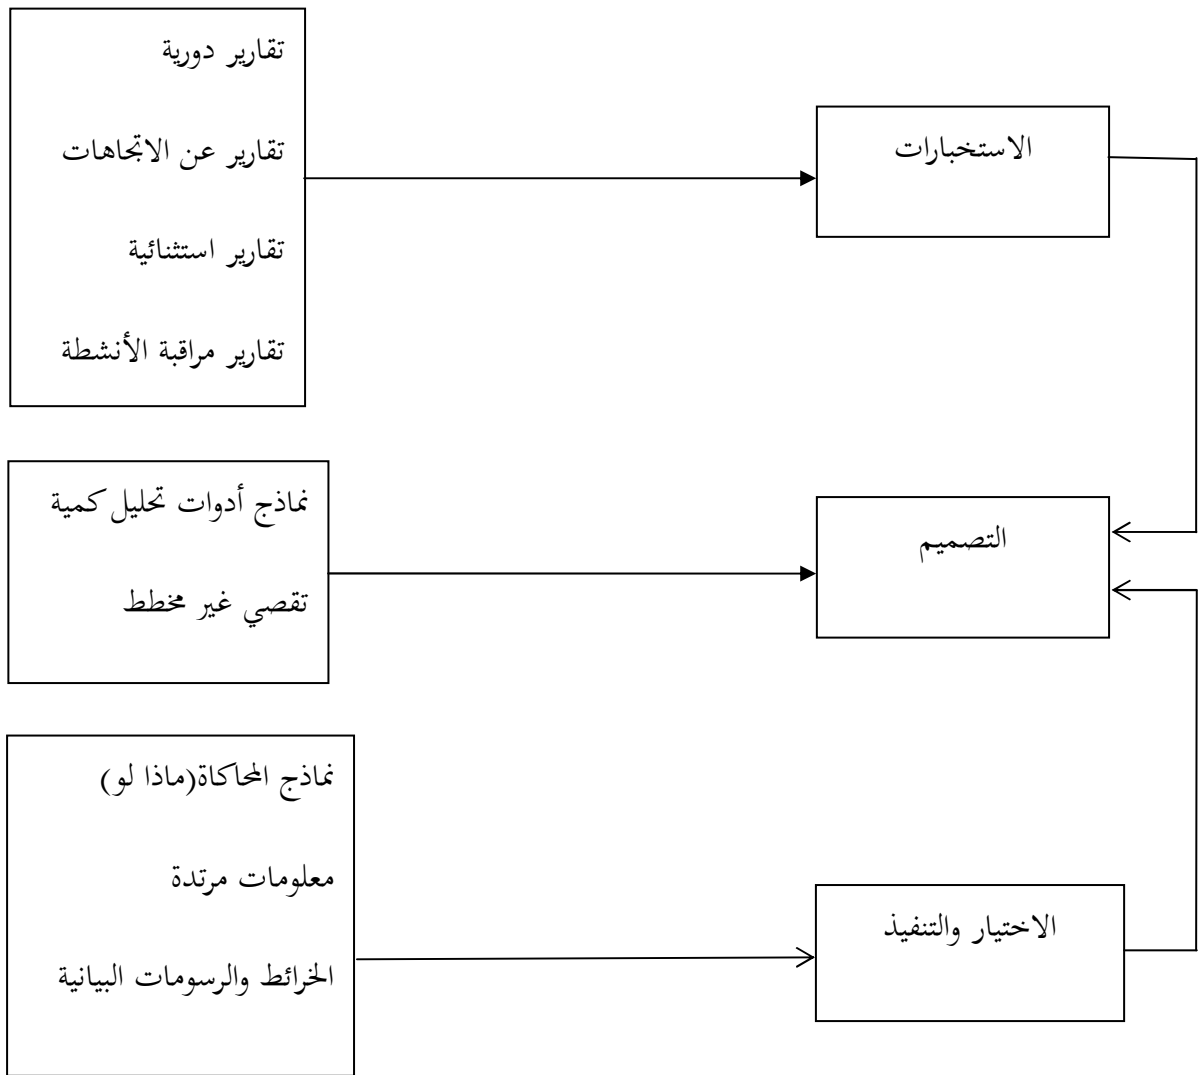 تقارير دورية
تقارير عن الاتجاهات
تقارير استثنائية
تقارير مراقبة الأنشطة
الاستخبارات
نماذج أدوات تحليل كمية
تقصي غير مخطط
التصميم
نماذج المحاكاة(ماذا لو)
معلومات مرتدة
الخرائط والرسومات البيانية
الاختيار والتنفيذ